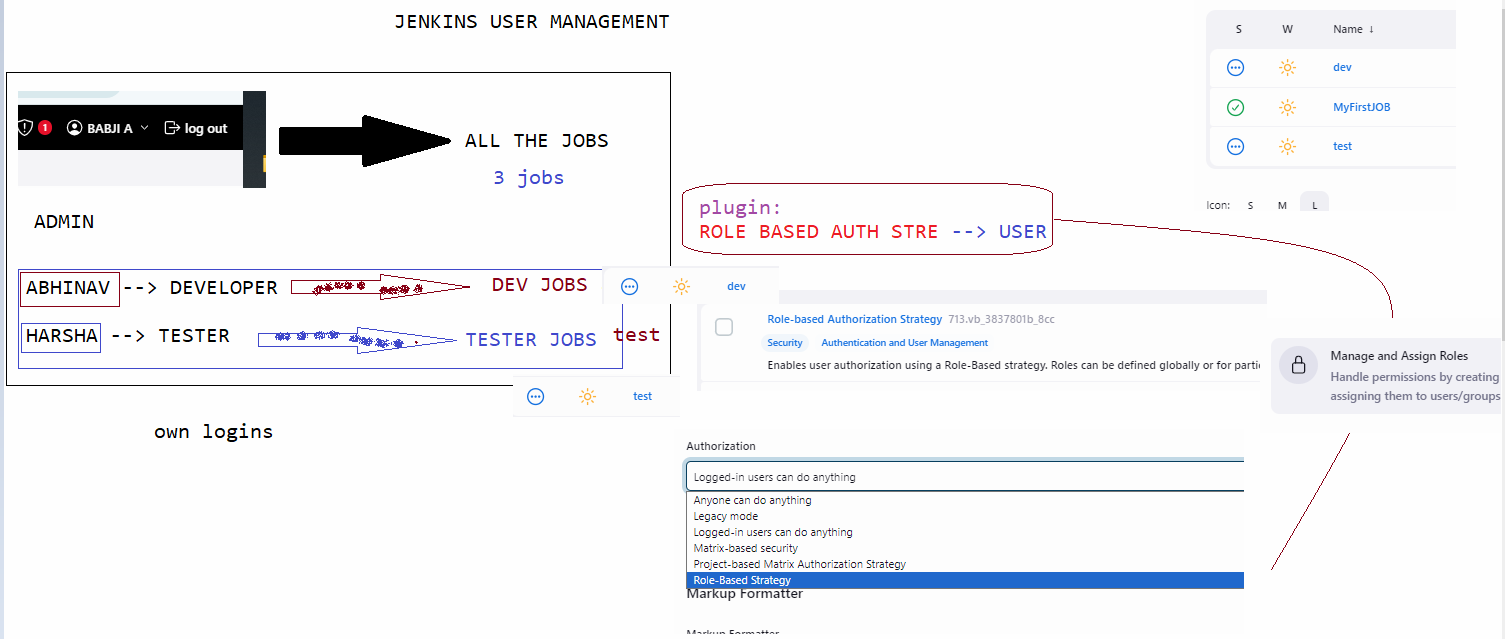 JENKINS USER MANAGEMENT
S W Name ↓
dev
MyFirstJOB
test
Icon: S M L
1 BABJI A log out
ALL THE JOBS
3 jobs
ADMIN
plugin:
ROLE BASED AUTH STRE --> USER
ABHINAV --> DEVELOPER DEV JOBS
dev
HARSHA --> TESTER TESTER JOBS test
test
own logins
Role-based Authorization Strategy 713.vb_3837801b_8cc
Security Authentication and User Management
Enables user authorization using a Role-Based strategy. Roles can be defined globally or for parti
Manage and Assign Roles
Handle permissions by creating
assigning them to users/groups
Authorization
Logged-in users can do anything
Anyone can do anything
Legacy mode
Logged-in users can do anything
Matrix-based security
Project-based Matrix Authorization Strategy
Role-Based Strategy
Markup Formatter
Markup Formatter